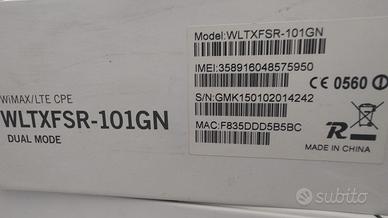 Model:WLTXFSR-101GN
IMEI:358916048575950
CE 0560
S/N:GMK150102014242
MAC:F835DDD5B5BC
R
MADE IN CHINA
WiMAX/LTE CPE
WLTXFSR-101GN
DUAL MODE
subito